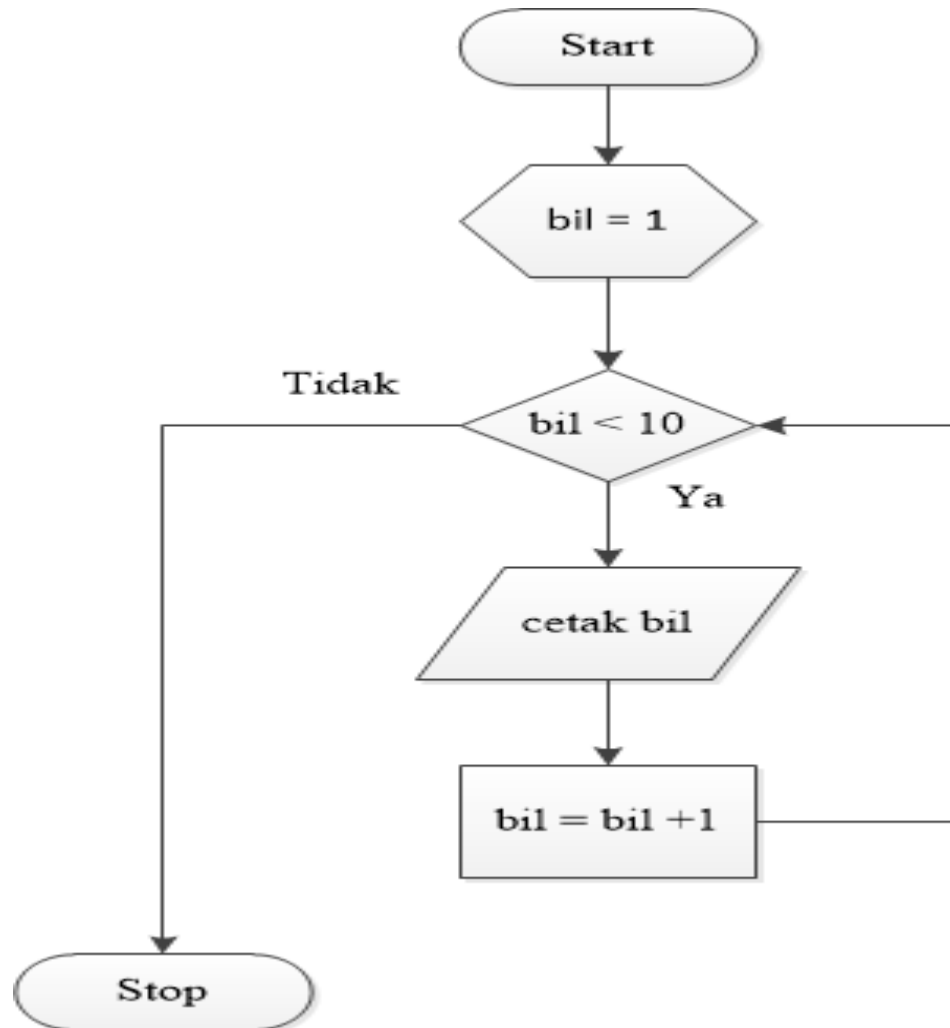 Start
bil = 1
Tidak
bil < 10
Ya
cetak bil
bil = bil +1
Stop